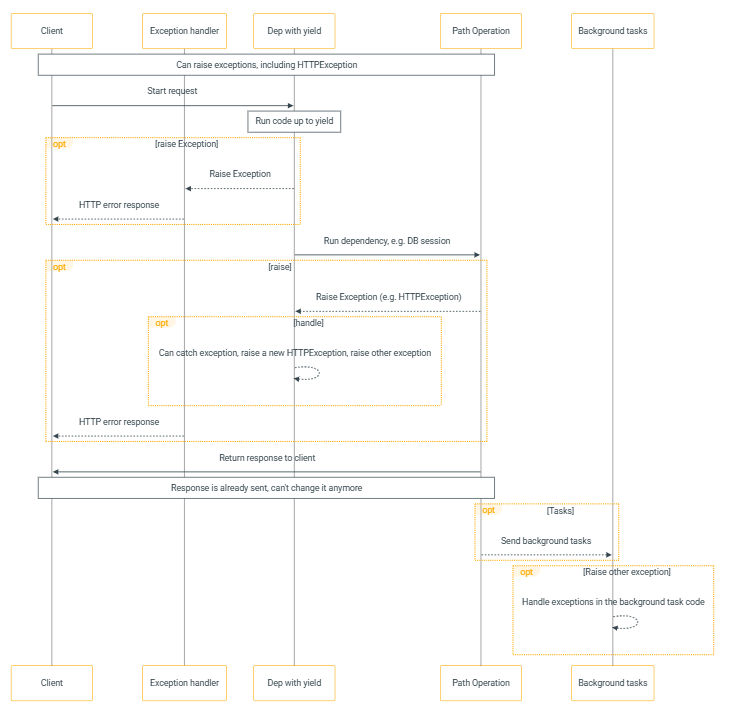 Client
Exception handler
Dep with yield
Path Operation
Background tasks
Can raise exceptions, including HTTPException
Start request
Run code up to yield
opt
[raise Exception]
Raise Exception
HTTP error response
Run dependency, e.g. DB session
opt
[raise]
Raise Exception (e.g. HTTPException)
opt
[handle]
Can catch exception, raise a new HTTPException, raise other exception
HTTP error response
Return response to client
Response is already sent, can't change it anymore
opt
[Tasks]
Send background tasks
opt
[Raise other exception]
Handle exceptions in the background task code
Client
Exception handler
Dep with yield
Path Operation
Background tasks